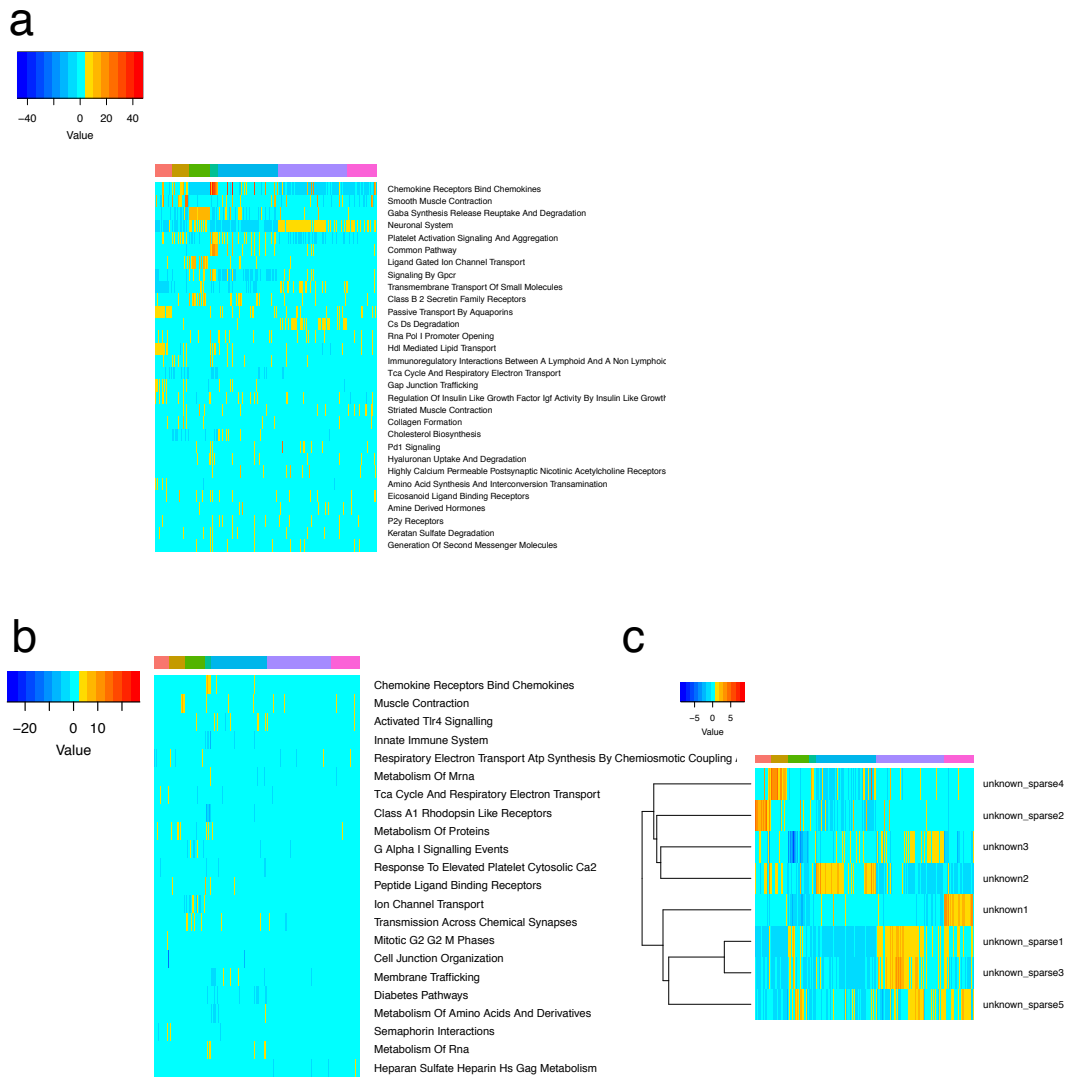 a
−40 0 20 40
Value
Chemokine Receptors Bind Chemokines
Smooth Muscle Contraction
Gaba Synthesis Release Reuptake And Degradation
Neuronal System
Platelet Activation Signaling And Aggregation
Common Pathway
Ligand Gated Ion Channel Transport
Signaling By Gpcr
Transmembrane Transport Of Small Molecules
Class B 2 Secretin Family Receptors
Passive Transport By Aquaporins
Cs Ds Degradation
Rna Pol I Promoter Opening
Hdl Mediated Lipid Transport
Immunoregulatory Interactions Between A Lymphoid And A Non Lymphoid
Tca Cycle And Respiratory Electron Transport
Gap Junction Trafficking
Regulation Of Insulin Like Growth Factor Igf Activity By Insulin Like Growth
Striated Muscle Contraction
Collagen Formation
Cholesterol Biosynthesis
Pd1 Signaling
Hyaluronan Uptake And Degradation
Highly Calcium Permeable Postsynaptic Nicotinic Acetylcholine Receptors
Amino Acid Synthesis And Interconversion Transamination
Eicosanoid Ligand Binding Receptors
Amine Derived Hormones
P2y Receptors
Keratan Sulfate Degradation
Generation Of Second Messenger Molecules
b
−20 0 10
Value
Chemokine Receptors Bind Chemokines
Muscle Contraction
Activated Tlr4 Signalling
Innate Immune System
Respiratory Electron Transport Atp Synthesis By Chemiosmotic Coupling
Metabolism Of Mrna
Tca Cycle And Respiratory Electron Transport
Class A1 Rhodopsin Like Receptors
Metabolism Of Proteins
G Alpha I Signalling Events
Response To Elevated Platelet Cytosolic Ca2
Peptide Ligand Binding Receptors
Ion Channel Transport
Transmission Across Chemical Synapses
Mitotic G2 G2 M Phases
Cell Junction Organization
Membrane Trafficking
Diabetes Pathways
Metabolism Of Amino Acids And Derivatives
Semaphorin Interactions
Metabolism Of Rna
Heparan Sulfate Heparin Hs Gag Metabolism
c
−5 0 5
Value
unknown_sparse4
unknown_sparse2
unknown3
unknown2
unknown1
unknown_sparse1
unknown_sparse3
unknown_sparse5